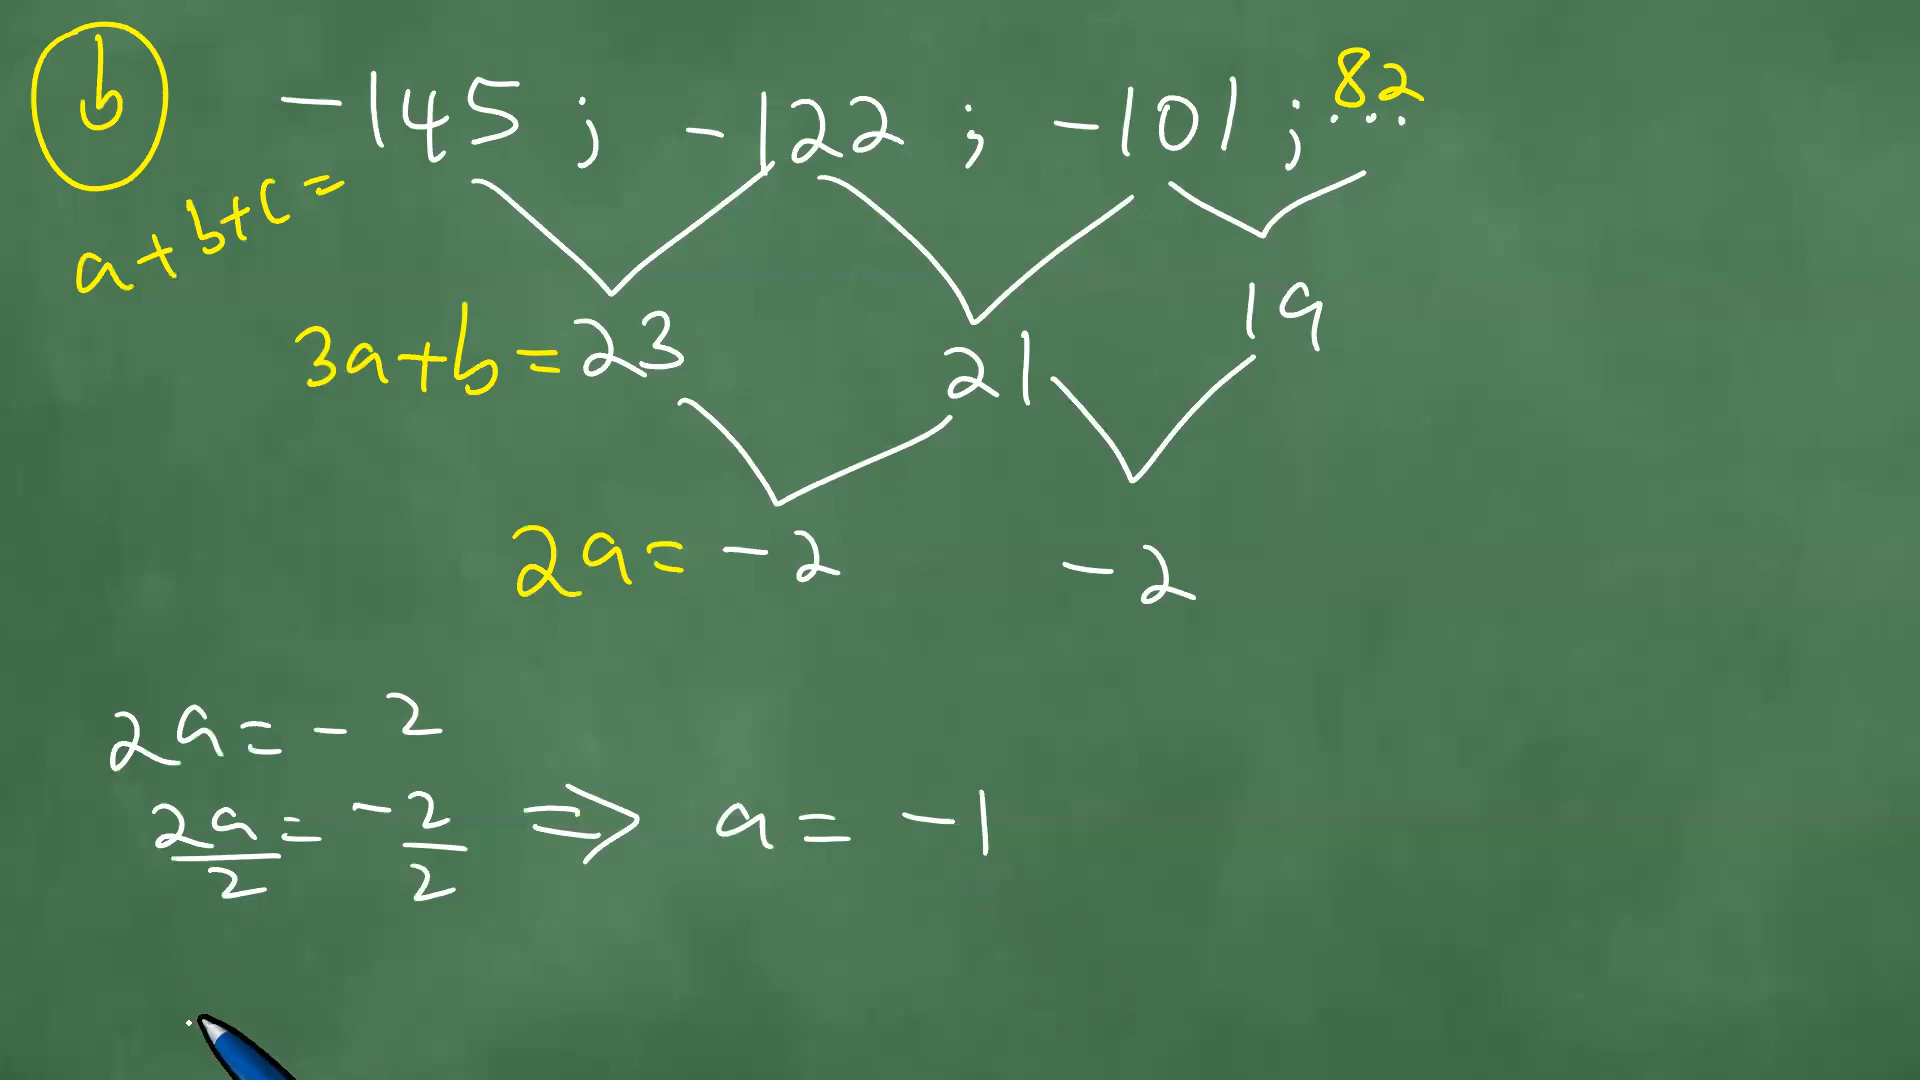 b
-145 ; -122 ; -101 ; 82 ...
a+b+c=
3a+b= 23 21 19
2a= -2 -2
2a = -2
2a/2 = -2/2 ⇒ a = -1